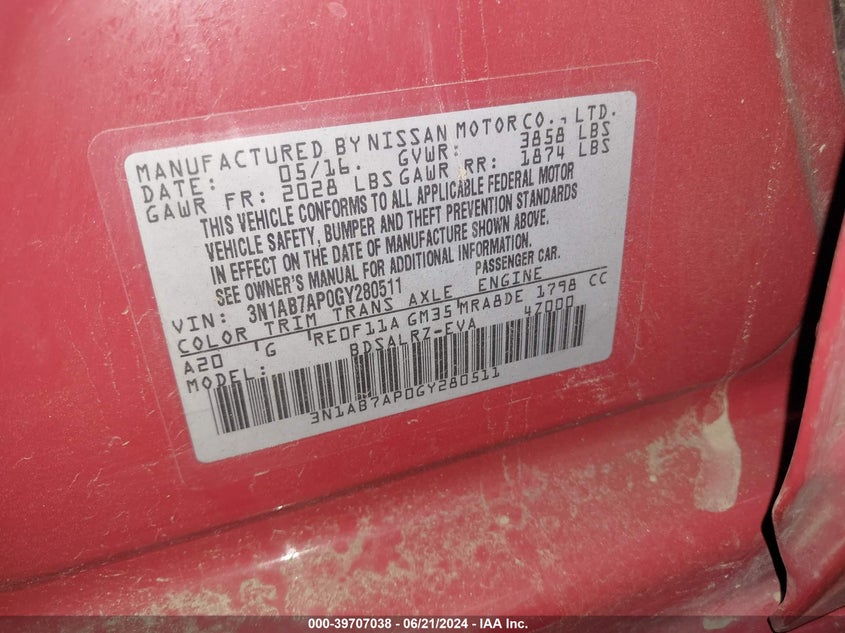 MANUFACTURED BY NISSAN MOTOR CO., LTD.
DATE: 05/16. GVWR: 3858 LBS
GAWR FR: 2028 LBS GAWR RR: 1874 LBS
THIS VEHICLE CONFORMS TO ALL APPLICABLE FEDERAL MOTOR
VEHICLE SAFETY, BUMPER AND THEFT PREVENTION STANDARDS
IN EFFECT ON THE DATE OF MANUFACTURE SHOWN ABOVE.
SEE OWNER'S MANUAL FOR ADDITIONAL INFORMATION.
VIN: 3N1AB7AP0GY280511 PASSENGER CAR.
COLOR TRIM TRANS AXLE ENGINE
A20 G RE0F11A GM35 MRA8DE 1798 CC
MODEL: BDSALRZ-EVA 4Z000
3N1AB7AP0GY280511
000-39707038 - 06/21/2024 - IAA Inc.